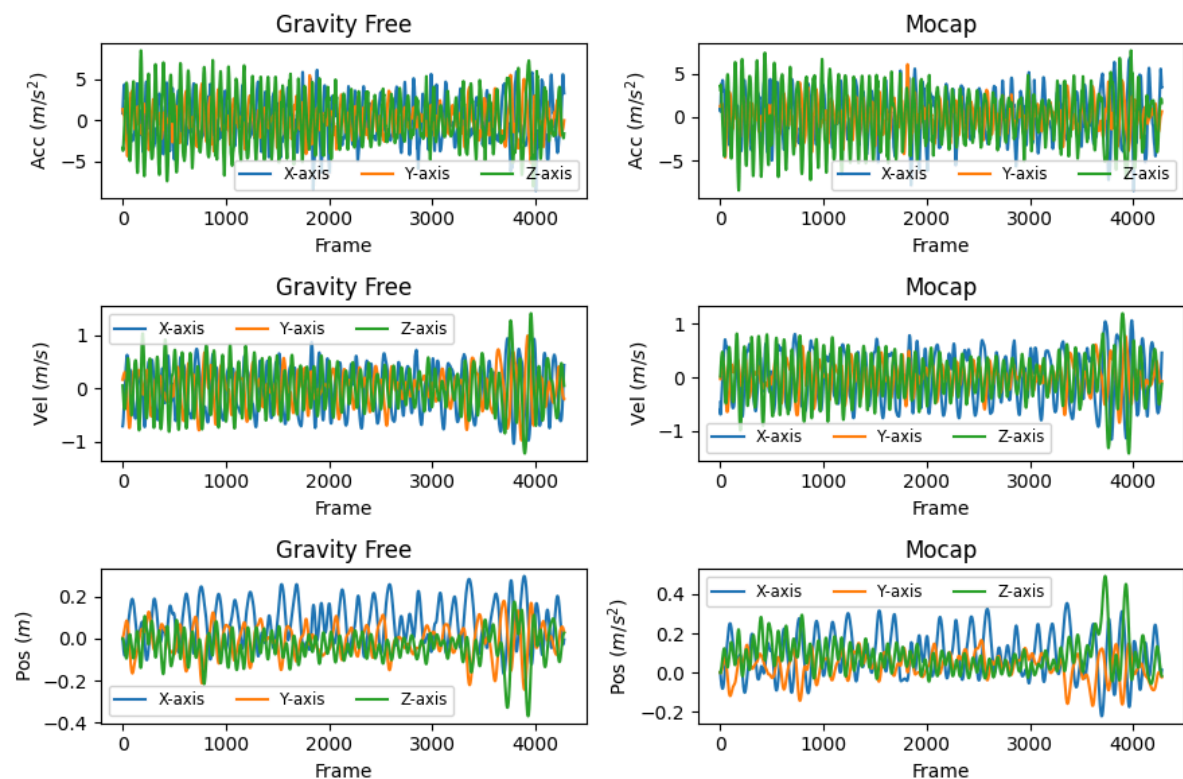 Gravity Free
Acc (m/s²)
5
0
−5
X-axis Y-axis Z-axis
0 1000 2000 3000 4000
Frame
Mocap
Acc (m/s²)
5
0
−5
X-axis Y-axis Z-axis
0 1000 2000 3000 4000
Frame
Gravity Free
Vel (m/s)
1
0
−1
X-axis Y-axis Z-axis
0 1000 2000 3000 4000
Frame
Mocap
Vel (m/s)
1
0
−1
X-axis Y-axis Z-axis
0 1000 2000 3000 4000
Frame
Gravity Free
Pos (m)
0.2
0.0
−0.2
−0.4
X-axis Y-axis Z-axis
0 1000 2000 3000 4000
Frame
Mocap
Pos (m/s²)
0.4
0.2
0.0
−0.2
X-axis Y-axis Z-axis
0 1000 2000 3000 4000
Frame